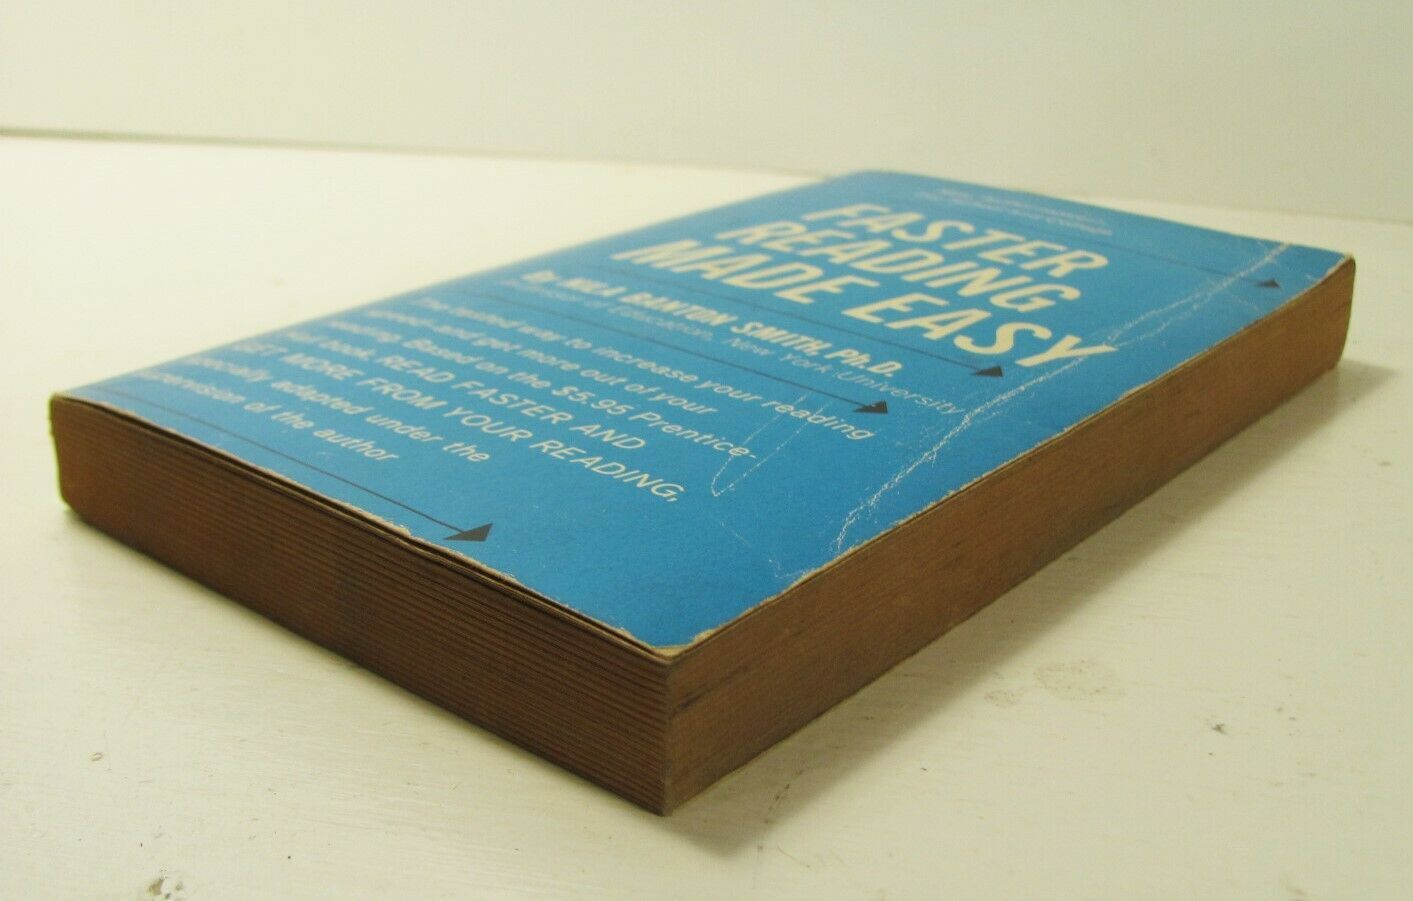 FASTER
READING
MADE EASY
By NILA BANTON SMITH, Ph.D.
Professor of Education, New York University
The tested way to increase your reading
speed—and get more out of your
reading. Based on the $5.95 Prentice-
Hall book, READ FASTER AND
GET MORE FROM YOUR READING,
specially adapted under the
supervision of the author